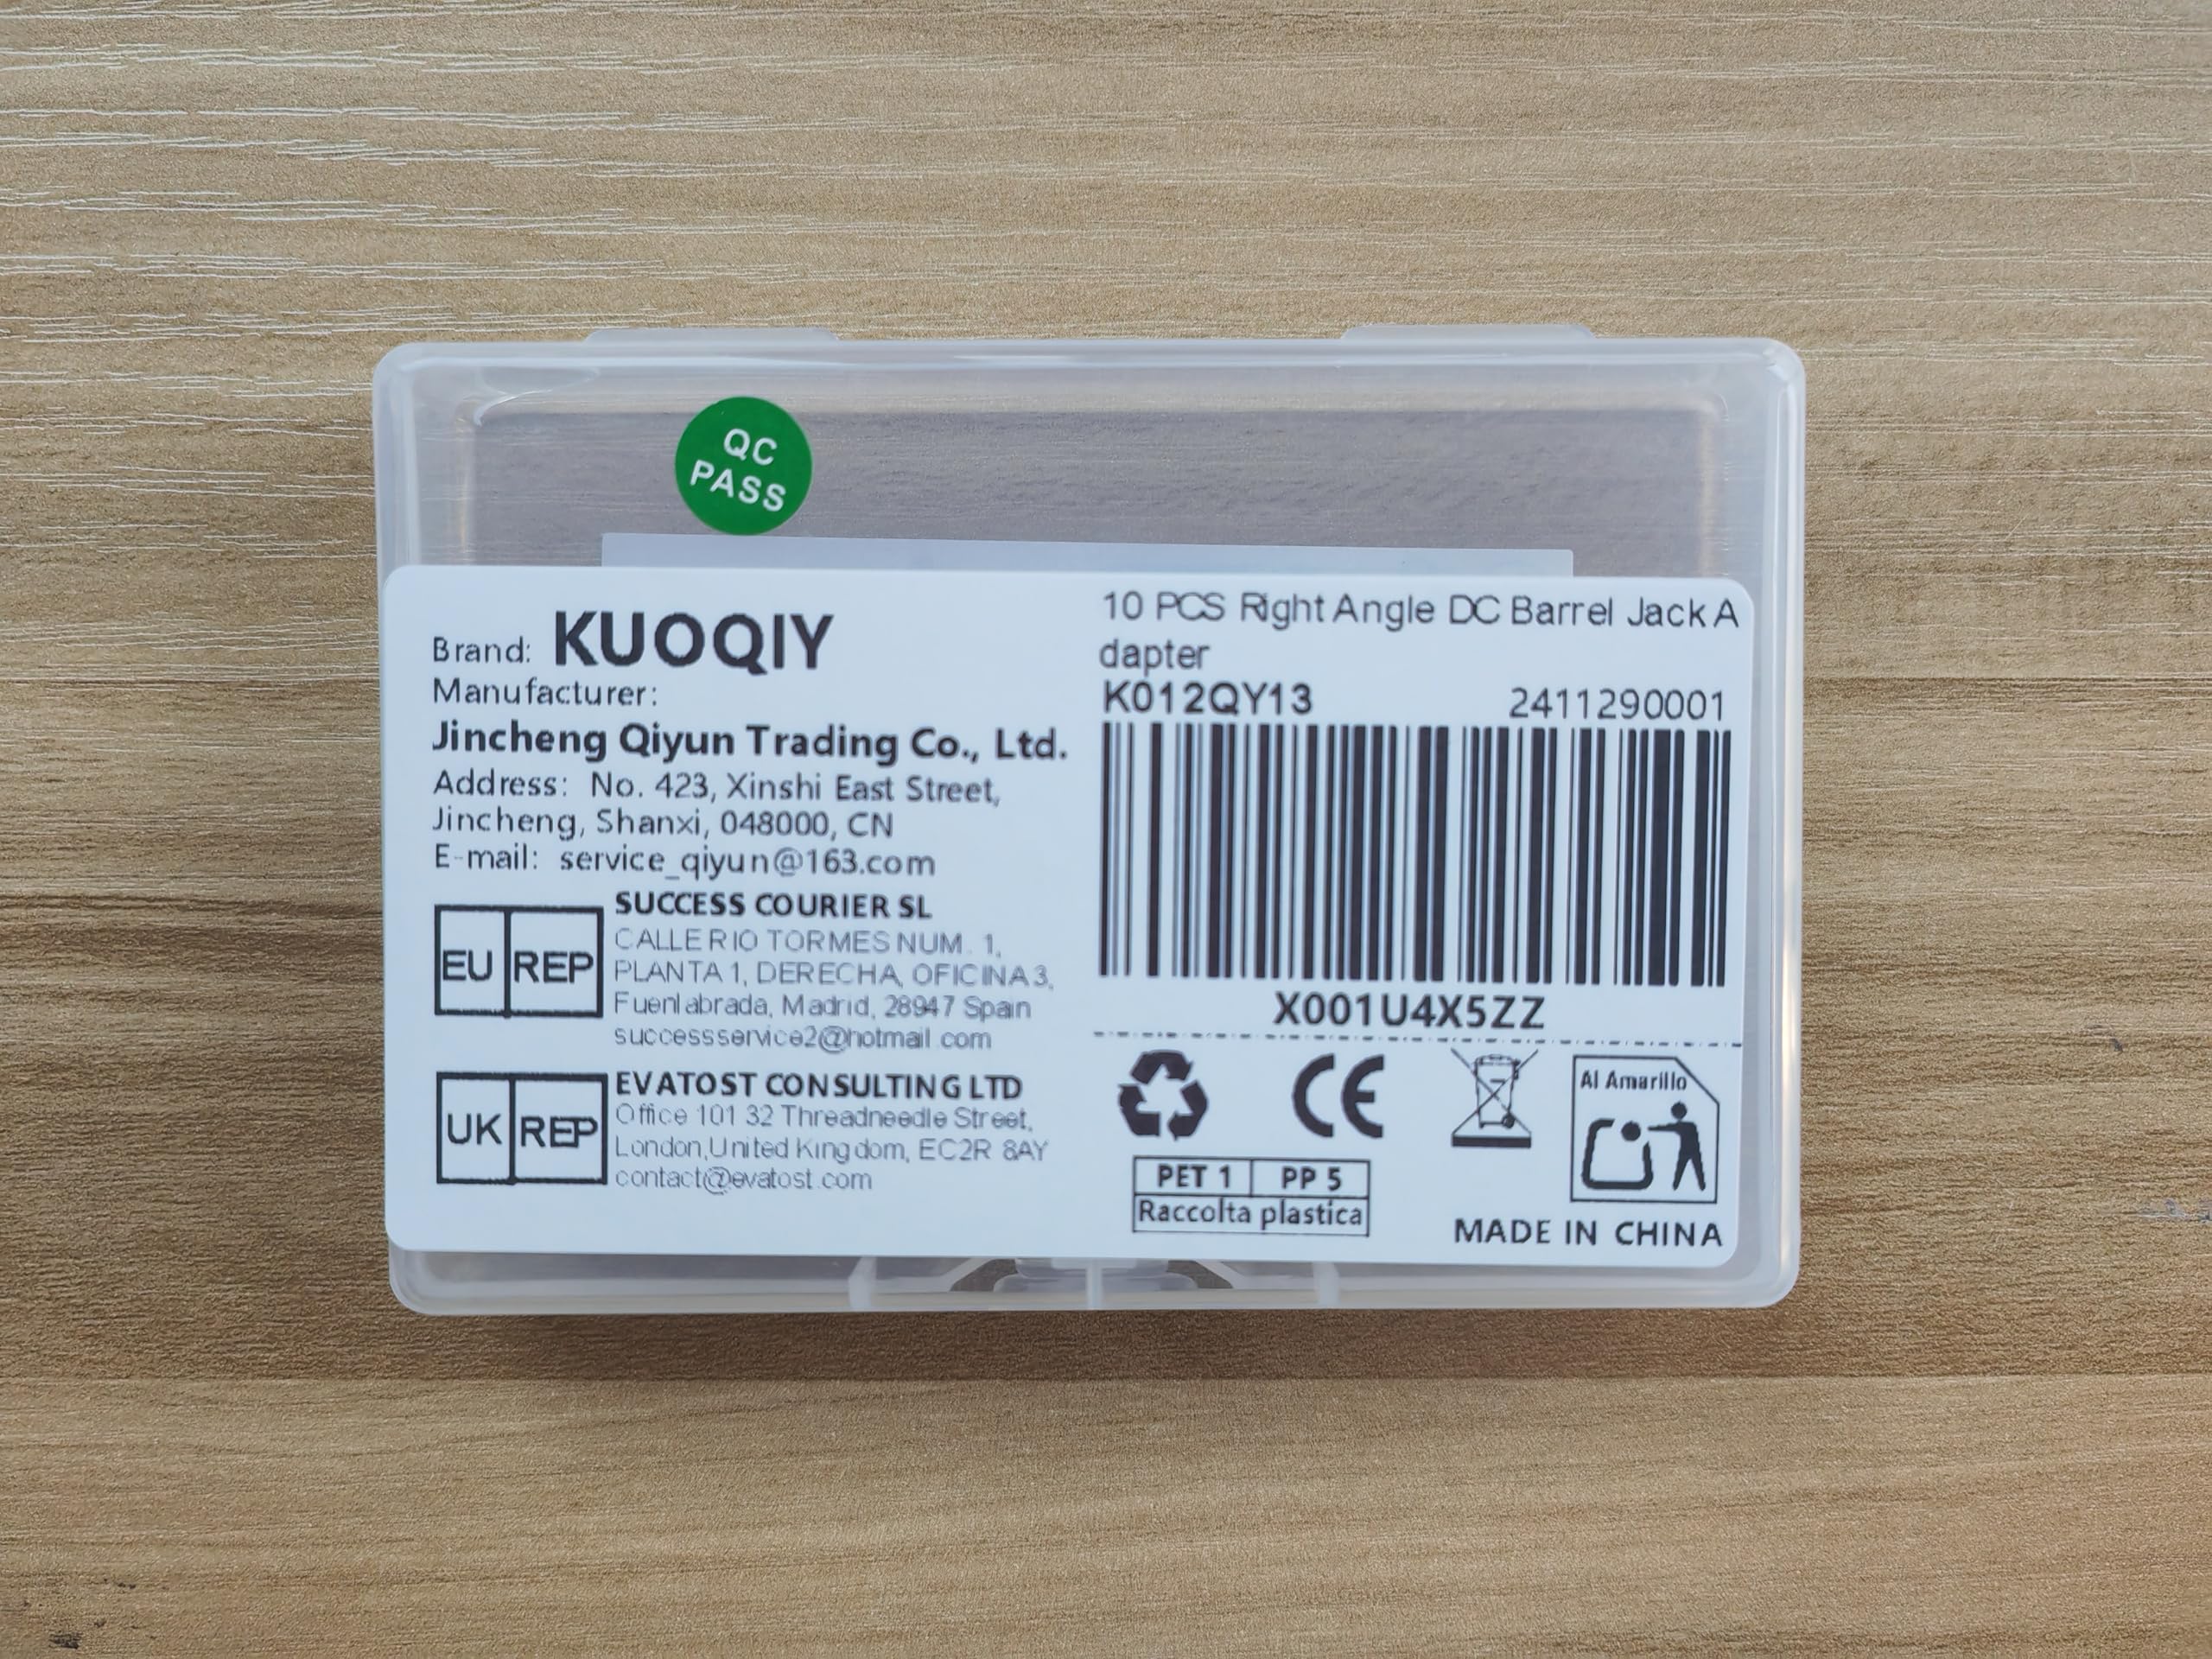 QC
PASS
Brand: KUOQIY
Manufacturer:
Jincheng Qiyun Trading Co., Ltd.
Address: No. 423, Xinshi East Street,
Jincheng, Shanxi, 048000, CN
E-mail: service_qiyun@163.com
EU REP
SUCCESS COURIER SL
CALLE RIO TORMES NUM. 1,
PLANTA 1, DERECHA, OFICINA 3,
Fuenlabrada, Madrid, 28947 Spain
successservice2@hotmail.com
UK REP
EVATOST CONSULTING LTD
Office 101 32 Threadneedle Street,
London,United Kingdom, EC2R 8AY
contact@evatost.com
10 PCS Right Angle DC Barrel Jack A
dapter
K012QY13 2411290001
X001U4X5ZZ
CE
Al Amarillo
PET 1 PP 5
Raccolta plastica
MADE IN CHINA